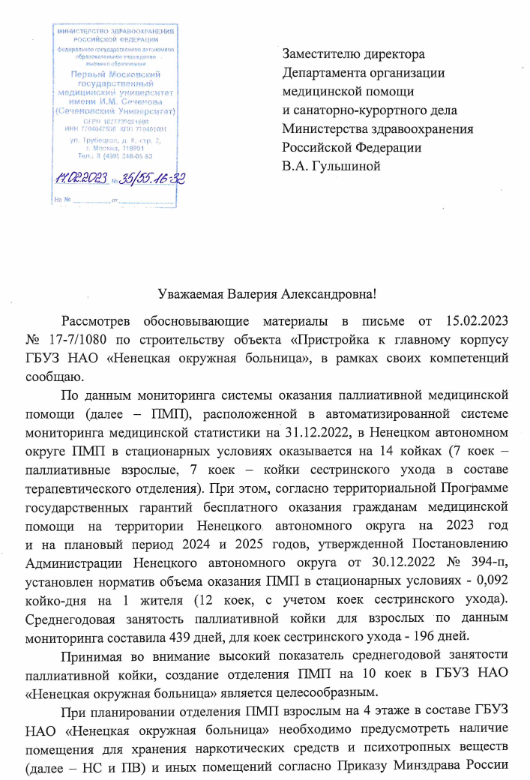 МИНИСТЕРСТВО ЗДРАВООХРАНЕНИЯ
РОССИЙСКОЙ ФЕДЕРАЦИИ
федеральное государственное автономное
образовательное учреждение
высшего образования
Первый Московский
государственный
медицинский университет
имени И.М. Сеченова
(Сеченовский Университет)
ул. Трубецкая, д. 8, стр. 2,
г. Москва, 119991
14.02.2023 № 35/55.16-32
На № от
Заместителю директора
Департамента организации
медицинской помощи
и санаторно-курортного дела
Министерства здравоохранения
Российской Федерации
В.А. Гульшиной
Уважаемая Валерия Александровна!
Рассмотрев обосновывающие материалы в письме от 15.02.2023
№ 17-7/1080 по строительству объекта «Пристройка к главному корпусу
ГБУЗ НАО «Ненецкая окружная больница», в рамках своих компетенций
сообщаю.
По данным мониторинга системы оказания паллиативной медицинской
помощи (далее – ПМП), расположенной в автоматизированной системе
мониторинга медицинской статистики на 31.12.2022, в Ненецком автономном
округе ПМП в стационарных условиях оказывается на 14 койках (7 коек –
паллиативные взрослые, 7 коек – койки сестринского ухода в составе
терапевтического отделения). При этом, согласно территориальной Программе
государственных гарантий бесплатного оказания гражданам медицинской
помощи на территории Ненецкого автономного округа на 2023 год
и на плановый период 2024 и 2025 годов, утвержденной Постановлению
Администрации Ненецкого автономного округа от 30.12.2022 № 394-п,
установлен норматив объема оказания ПМП в стационарных условиях - 0,092
койко-дня на 1 жителя (12 коек, с учетом коек сестринского ухода).
Среднегодовая занятость паллиативной койки для взрослых по данным
мониторинга составила 439 дней, для коек сестринского ухода - 196 дней.
Принимая во внимание высокий показатель среднегодовой занятости
паллиативной койки, создание отделения ПМП на 10 коек в ГБУЗ НАО
«Ненецкая окружная больница» является целесообразным.
При планировании отделения ПМП взрослым на 4 этаже в составе ГБУЗ
НАО «Ненецкая окружная больница» необходимо предусмотреть наличие
помещения для хранения наркотических средств и психотропных веществ
(далее – НС и ПВ) и иных помещений согласно Приказу Минздрава России